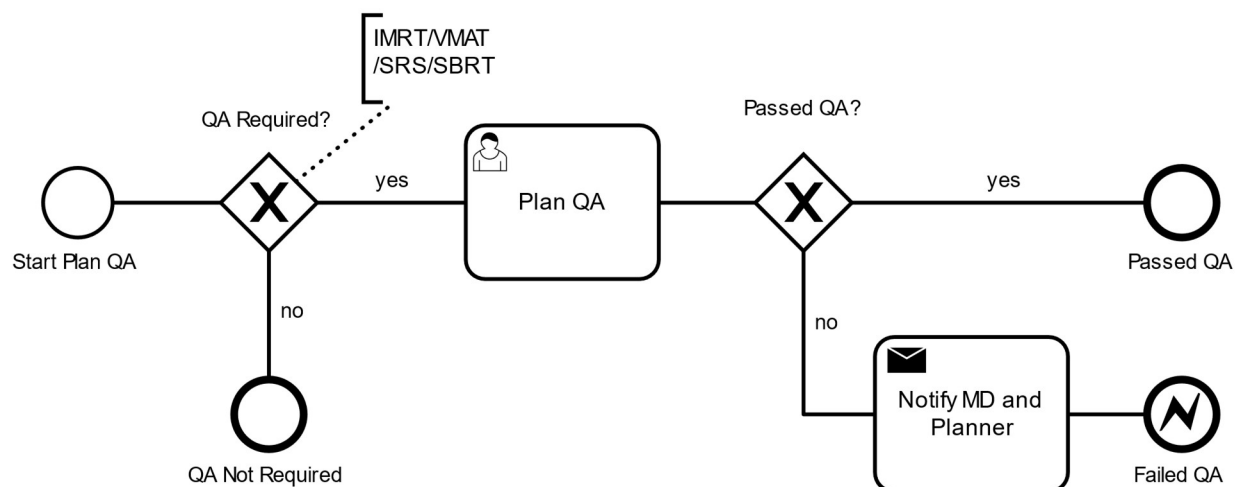 IMRT/VMAT
/SRS/SBRT
QA Required?
Passed QA?
yes
Plan QA
yes
Start Plan QA
Passed QA
no
no
Notify MD and
Planner
QA Not Required
Failed QA